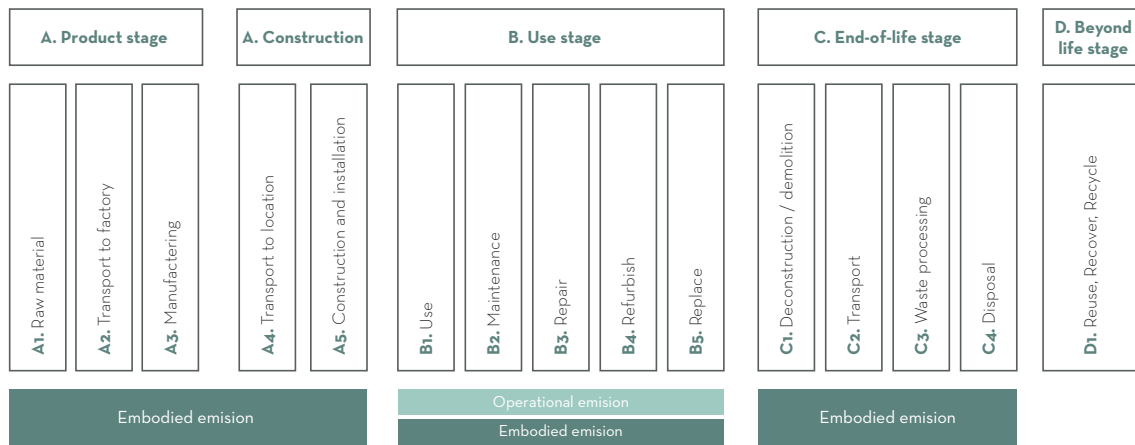 A. Product stage
A. Construction
B. Use stage
C. End-of-life stage
D. Beyond
life stage
A1. Raw material
A2. Transport to factory
A3. Manufactering
A4. Transport to location
A5. Construction and installation
B1. Use
B2. Maintenance
B3. Repair
B4. Refurbish
B5. Replace
C1. Deconstruction / demolition
C2. Transport
C3. Waste processing
C4. Disposal
D1. Reuse, Recover, Recycle
Embodied emision
Operational emision
Embodied emision
Embodied emision